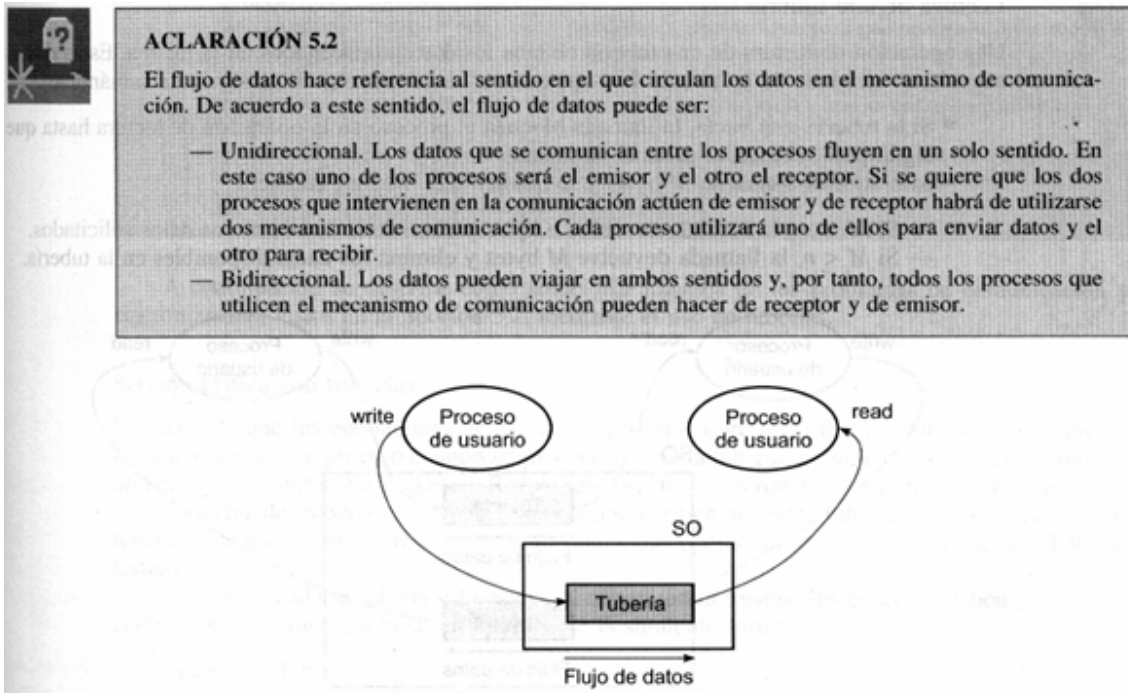 ACLARACIÓN 5.2
El flujo de datos hace referencia al sentido en el que circulan los datos en el mecanismo de comunica-
ción. De acuerdo a este sentido, el flujo de datos puede ser:
— Unidireccional. Los datos que se comunican entre los procesos fluyen en un solo sentido. En
este caso uno de los procesos será el emisor y el otro el receptor. Si se quiere que los dos
procesos que intervienen en la comunicación actúen de emisor y de receptor habrá de utilizarse
dos mecanismos de comunicación. Cada proceso utilizará uno de ellos para enviar datos y el
otro para recibir.
— Bidireccional. Los datos pueden viajar en ambos sentidos y, por tanto, todos los procesos que
utilicen el mecanismo de comunicación pueden hacer de receptor y de emisor.
write
Proceso
de usuario
Proceso
de usuario
read
SO
Tubería
Flujo de datos